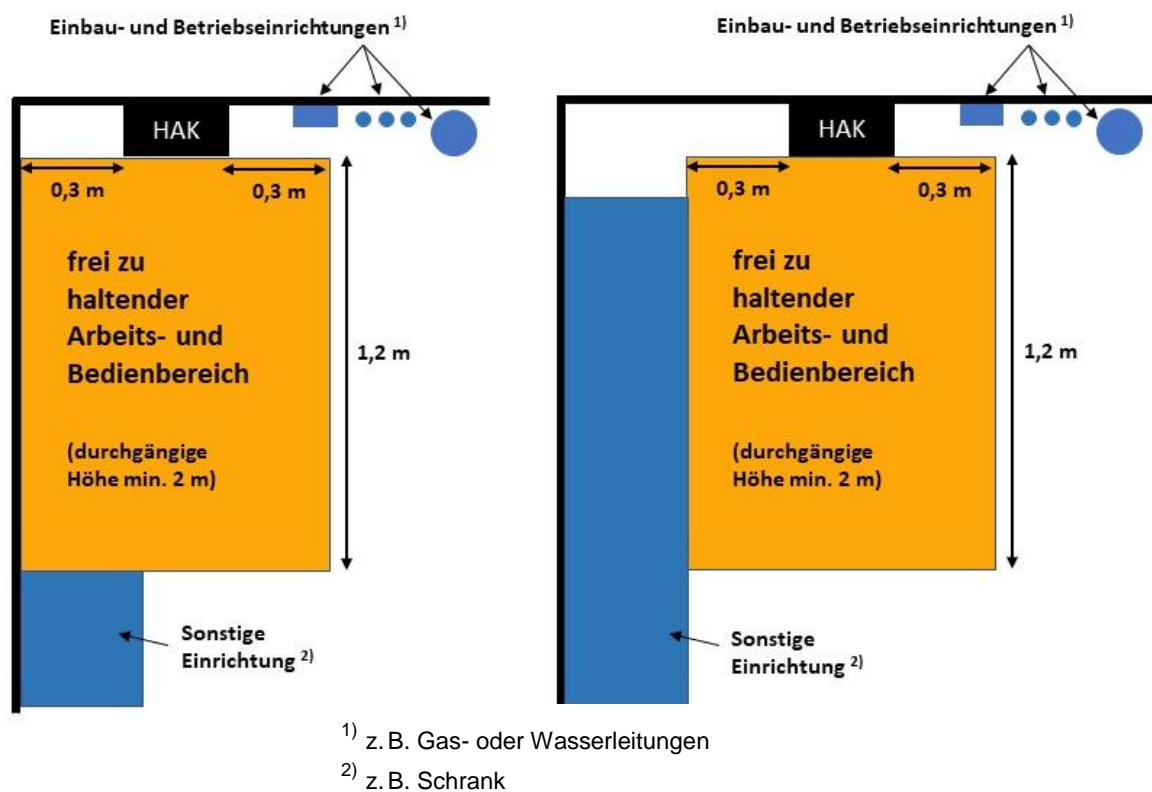 Einbau- und Betriebseinrichtungen 1)
HAK
0,3 m
0,3 m
frei zu
haltender
Arbeits- und
Bedienbereich
(durchgängige
Höhe min. 2 m)
1,2 m
Sonstige
Einrichtung 2)
Einbau- und Betriebseinrichtungen 1)
HAK
0,3 m
0,3 m
frei zu
haltender
Arbeits- und
Bedienbereich
(durchgängige
Höhe min. 2 m)
1,2 m
Sonstige
Einrichtung 2)
1) z. B. Gas- oder Wasserleitungen
2) z. B. Schrank